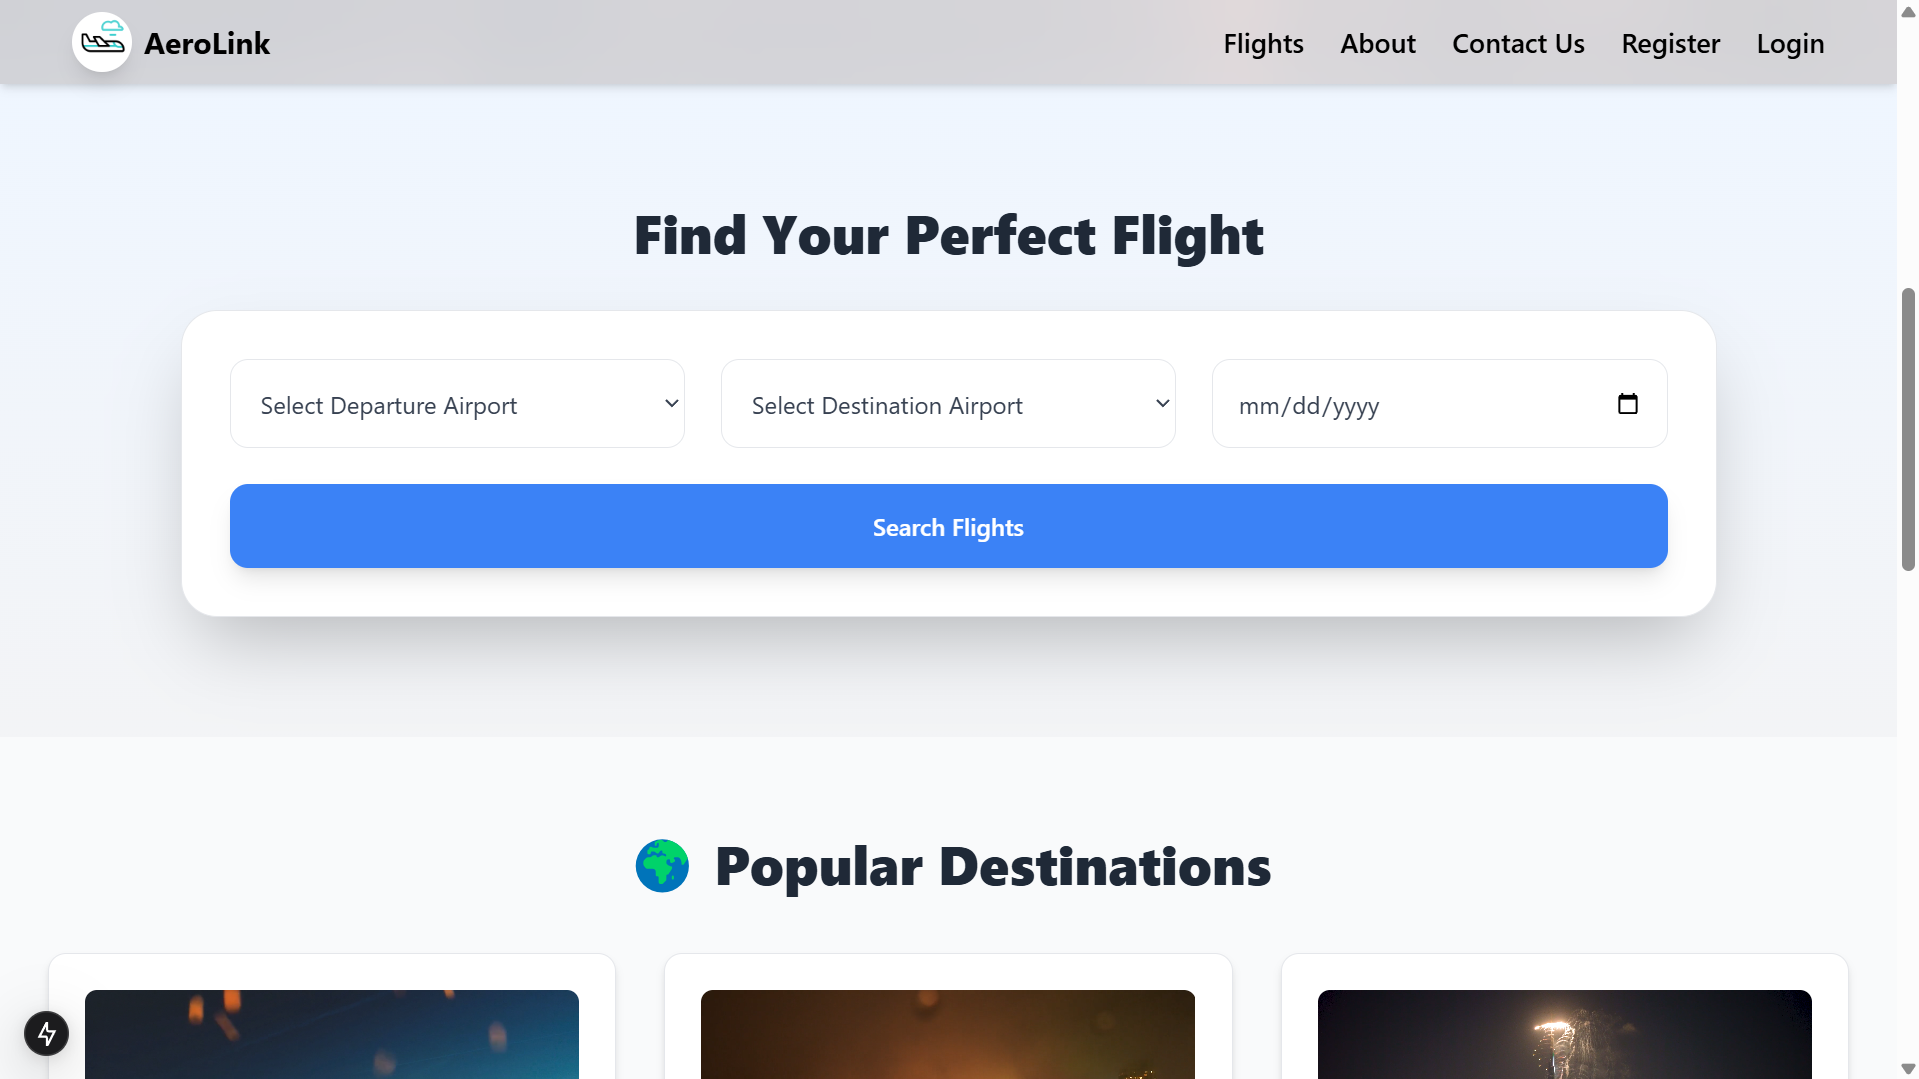 AeroLink
Flights About Contact Us Register Login
Find Your Perfect Flight
Select Departure Airport
Select Destination Airport
mm/dd/yyyy
Search Flights
Popular Destinations